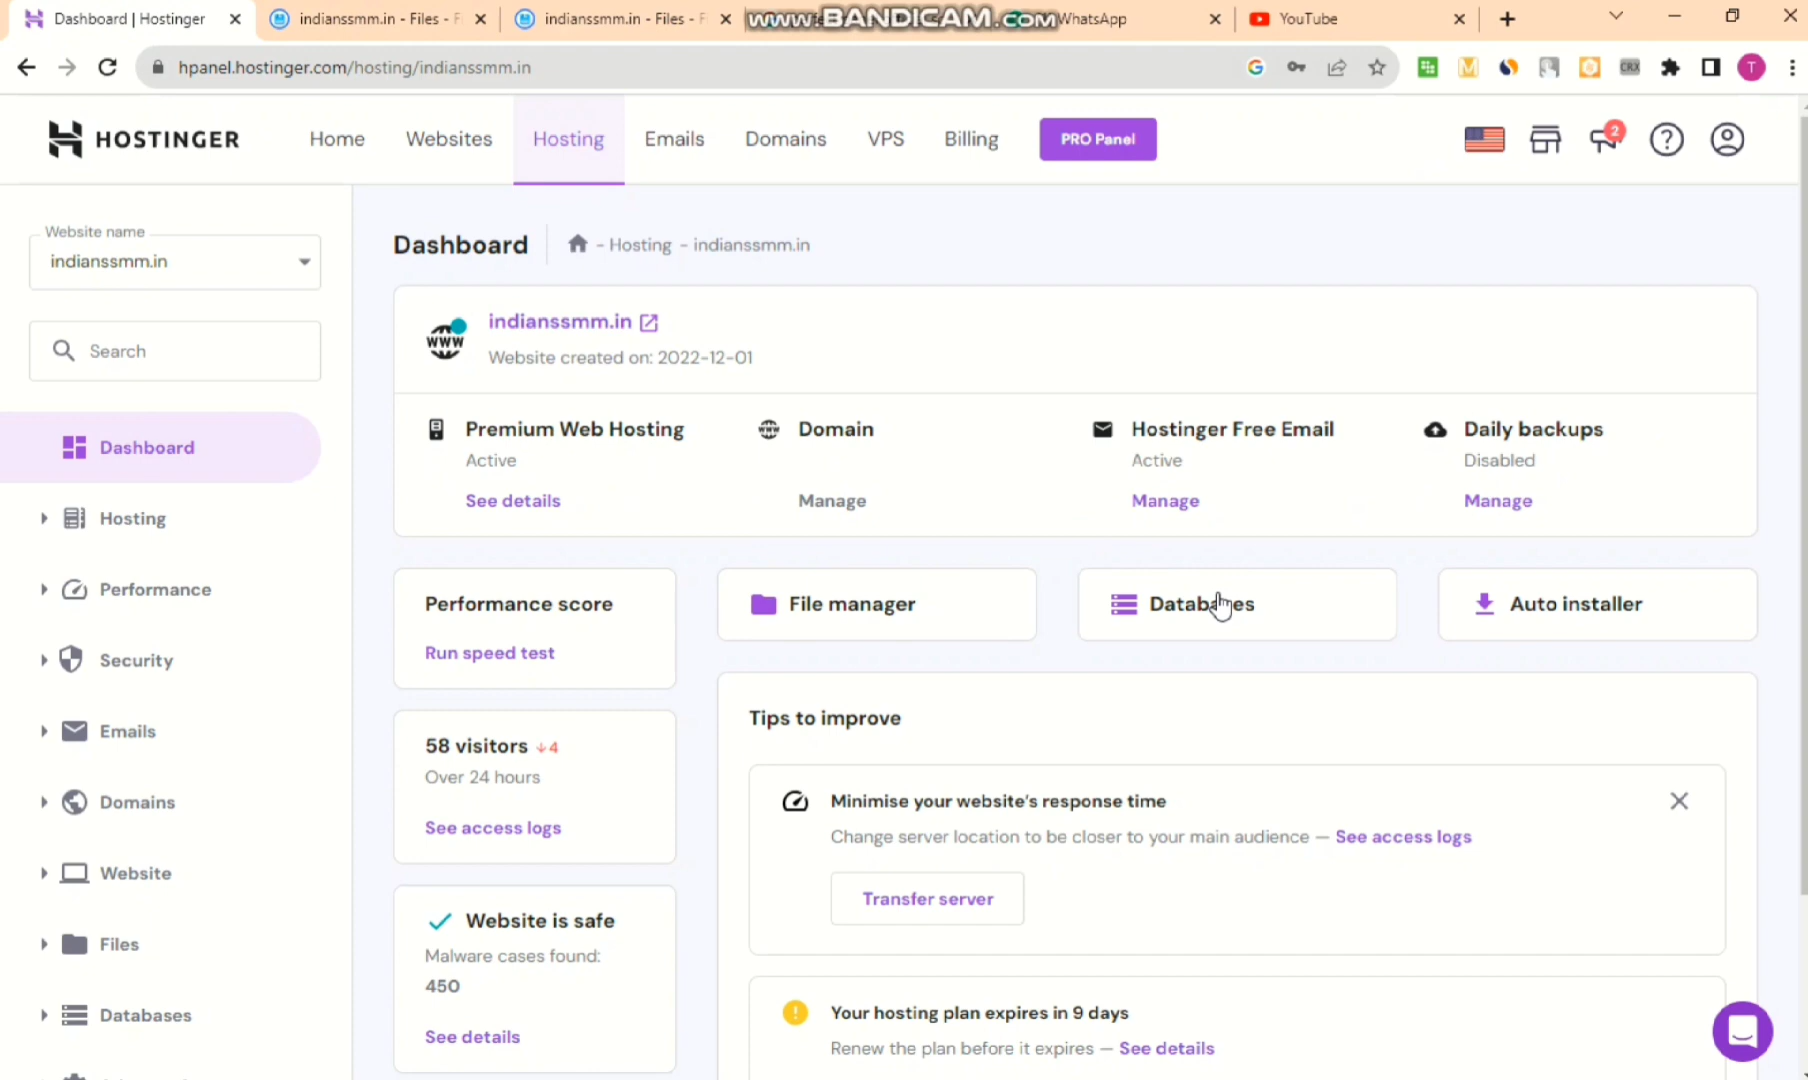 Dashboard | Hostinger
indianssmm.in - Files - F
indianssmm.in - Files - F
www.BANDICAM.com
WhatsApp
YouTube
hpanel.hostinger.com/hosting/indianssmm.in
CRX
T
HOSTINGER
Home
Websites
Hosting
Emails
Domains
VPS
Billing
PRO Panel
2
Website name
indianssmm.in
Search
Dashboard
Hosting
Performance
Security
Emails
Domains
Website
Files
Databases
Dashboard
- Hosting - indianssmm.in
www
indianssmm.in
Website created on: 2022-12-01
Premium Web Hosting
Active
See details
Domain
Manage
Hostinger Free Email
Active
Manage
Daily backups
Disabled
Manage
Performance score
Run speed test
File manager
Databases
Auto installer
58 visitors ↓4
Over 24 hours
See access logs
Website is safe
Malware cases found:
450
See details
Tips to improve
Minimise your website's response time
Change server location to be closer to your main audience — See access logs
Transfer server
Your hosting plan expires in 9 days
Renew the plan before it expires — See details